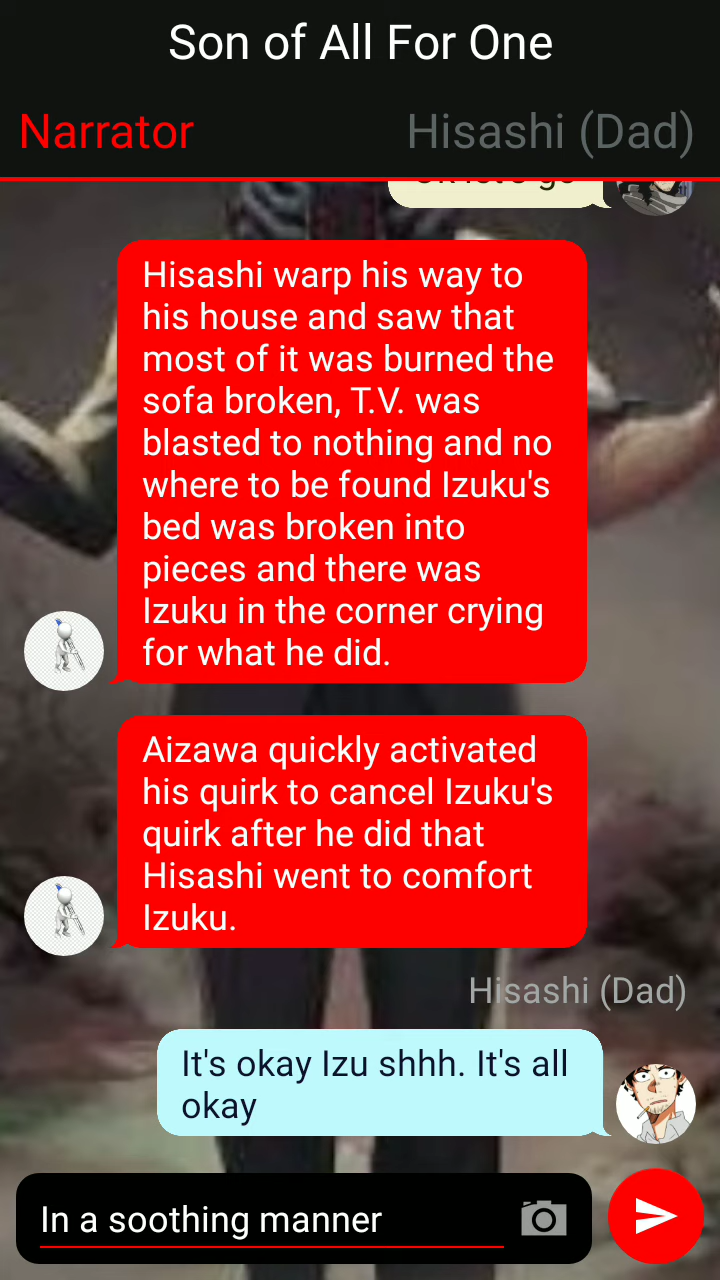 Son of All For One
Narrator
Hisashi (Dad)
Hisashi warp his way to
his house and saw that
most of it was burned the
sofa broken, T.V. was
blasted to nothing and no
where to be found Izuku's
bed was broken into
pieces and there was
Izuku in the corner crying
for what he did.
Aizawa quickly activated
his quirk to cancel Izuku's
quirk after he did that
Hisashi went to comfort
Izuku.
Hisashi (Dad)
It's okay Izu shhh. It's all
okay
In a soothing manner